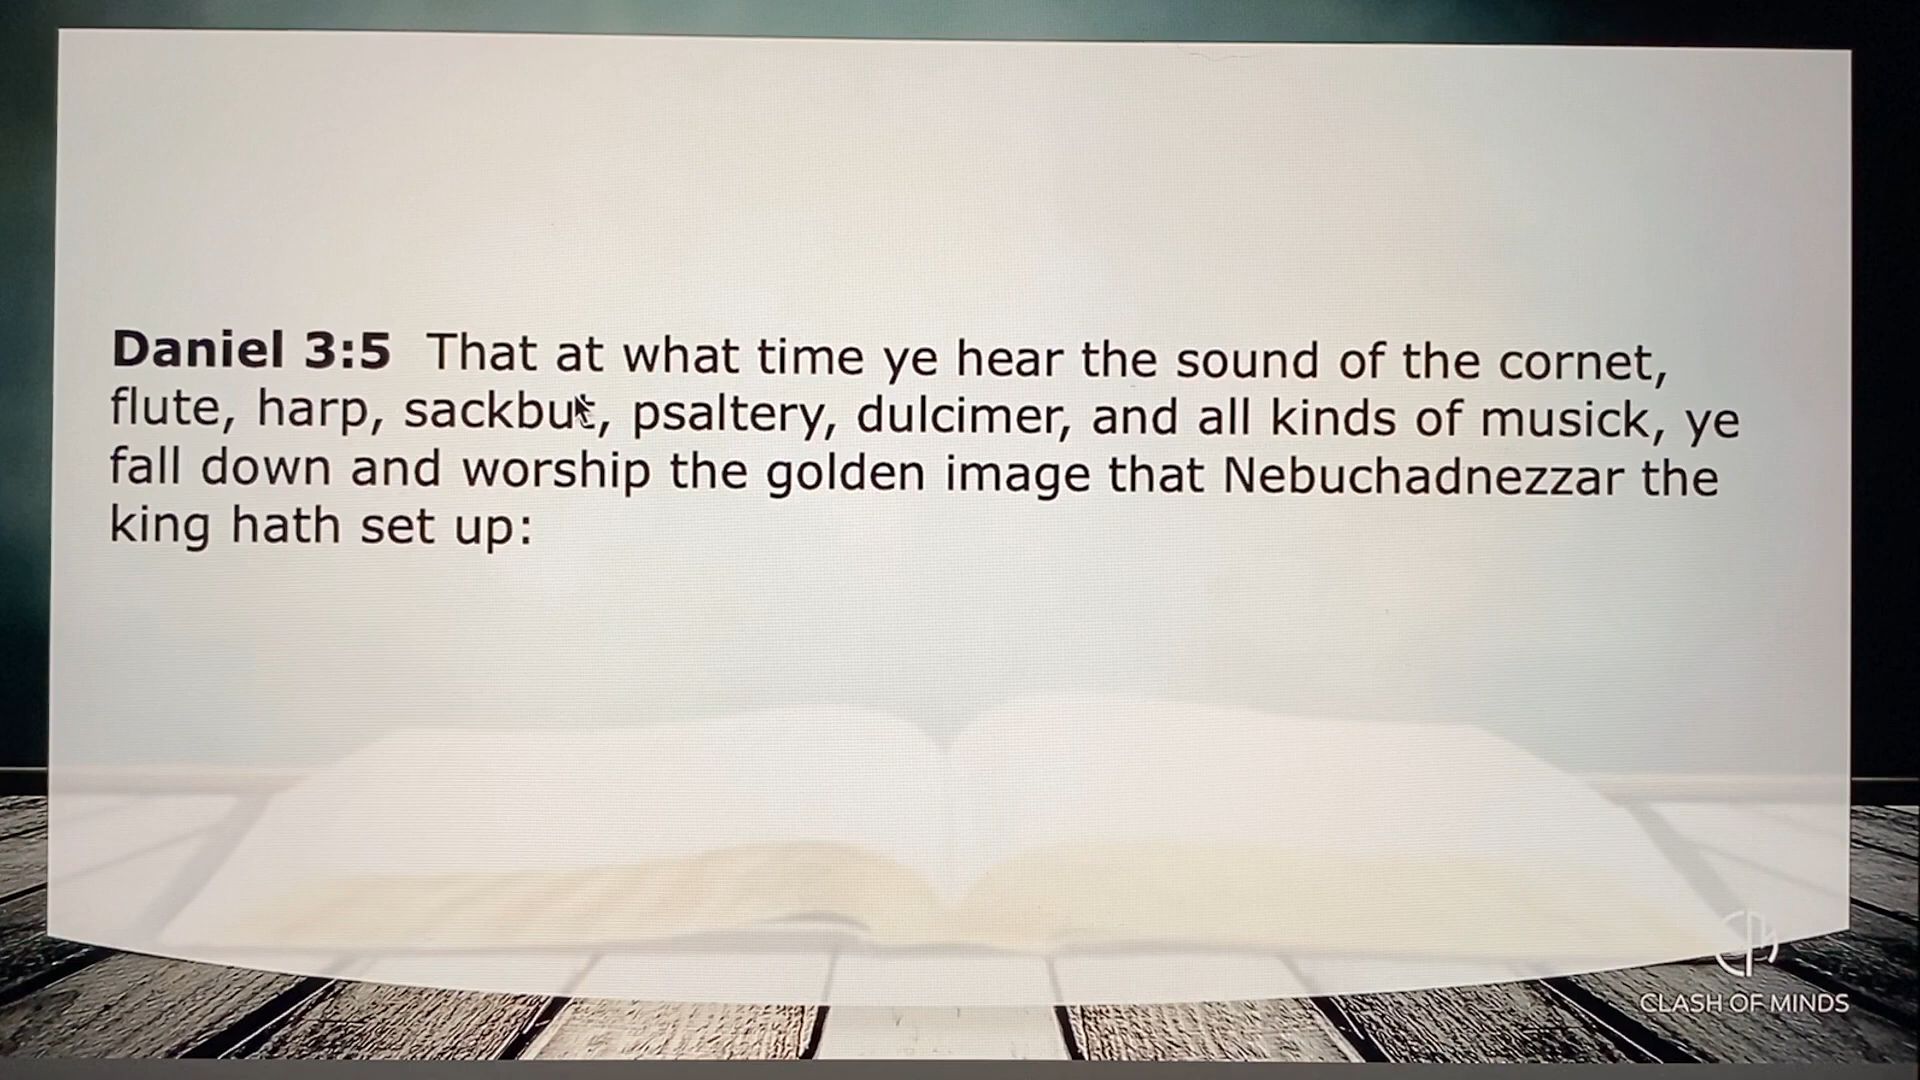 Daniel 3:5 That at what time ye hear the sound of the cornet,
flute, harp, sackbut, psaltery, dulcimer, and all kinds of musick, ye
fall down and worship the golden image that Nebuchadnezzar the
king hath set up:
CLASH OF MINDS